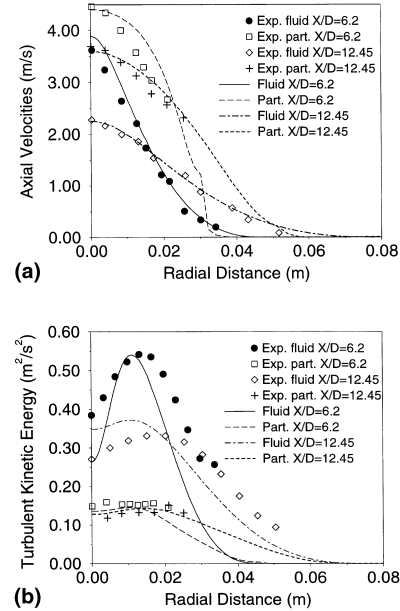 4.00
3.00
2.00
1.00
0.00
Axial Velocities (m/s)
Exp. fluid X/D=6.2
Exp. part. X/D=6.2
Exp. fluid X/D=12.45
Exp. part. X/D=12.45
Fluid X/D=6.2
Part. X/D=6.2
Fluid X/D=12.45
Part. X/D=12.45
0.00 0.02 0.04 0.06 0.08
Radial Distance (m)
(a)
0.60
0.50
0.40
0.30
0.20
0.10
0.00
Turbulent Kinetic Energy (m²/s²)
Exp. fluid X/D=6.2
Exp. part. X/D=6.2
Exp. fluid X/D=12.45
Exp. part. X/D=12.45
Fluid X/D=6.2
Part. X/D=6.2
Fluid X/D=12.45
Part. X/D=12.45
0.00 0.02 0.04 0.06 0.08
Radial Distance (m)
(b)